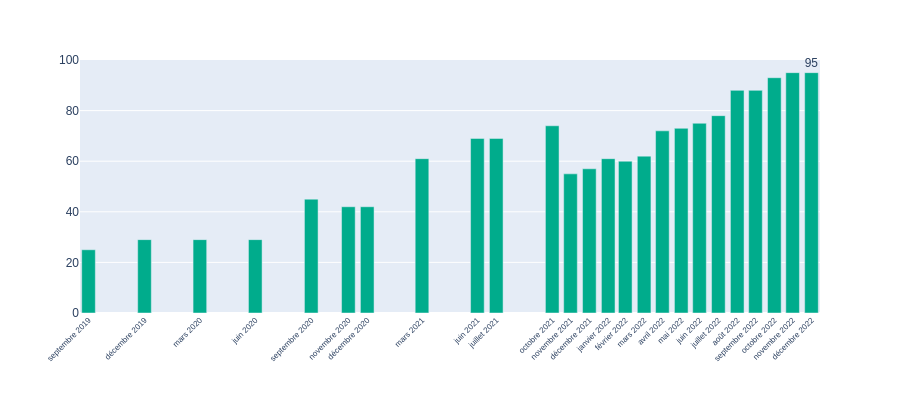 100
95
80
60
40
20
0
septembre 2019
décembre 2019
mars 2020
juin 2020
septembre 2020
novembre 2020
décembre 2020
mars 2021
juin 2021
juillet 2021
octobre 2021
novembre 2021
décembre 2021
janvier 2022
février 2022
mars 2022
avril 2022
mai 2022
juin 2022
juillet 2022
août 2022
septembre 2022
octobre 2022
novembre 2022
décembre 2022